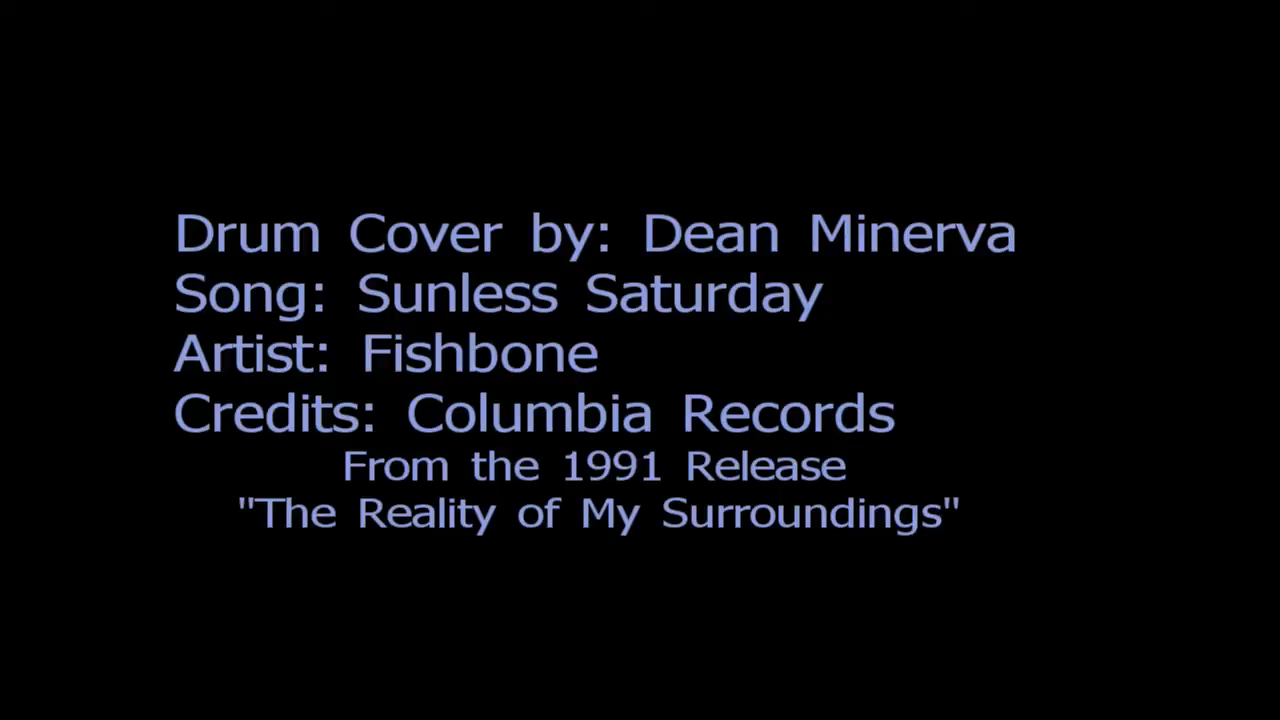 Drum Cover by: Dean Minerva
Song: Sunless Saturday
Artist: Fishbone
Credits: Columbia Records
From the 1991 Release
"The Reality of My Surroundings"